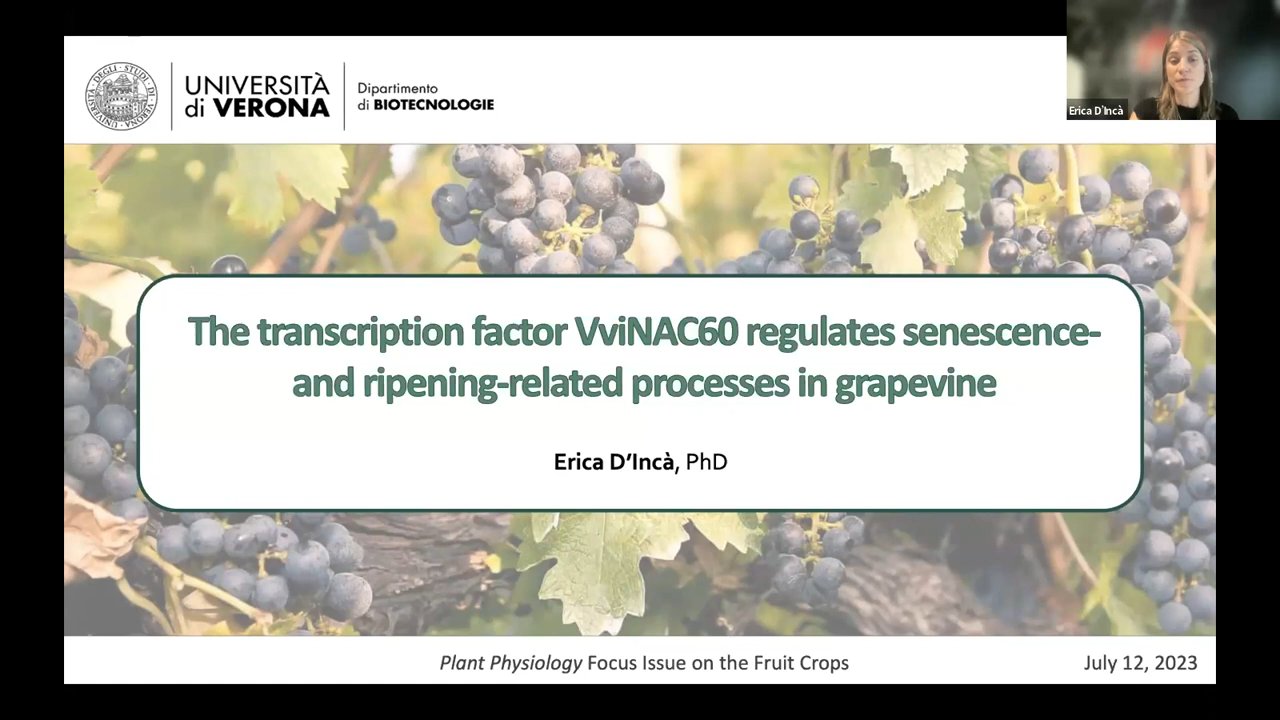 UNIVERSITÀ
di VERONA
Dipartimento
di BIOTECNOLOGIE
Erica D'Incà
The transcription factor VviNAC60 regulates senescence-
and ripening-related processes in grapevine
Erica D'Incà, PhD
Plant Physiology Focus Issue on the Fruit Crops
July 12, 2023